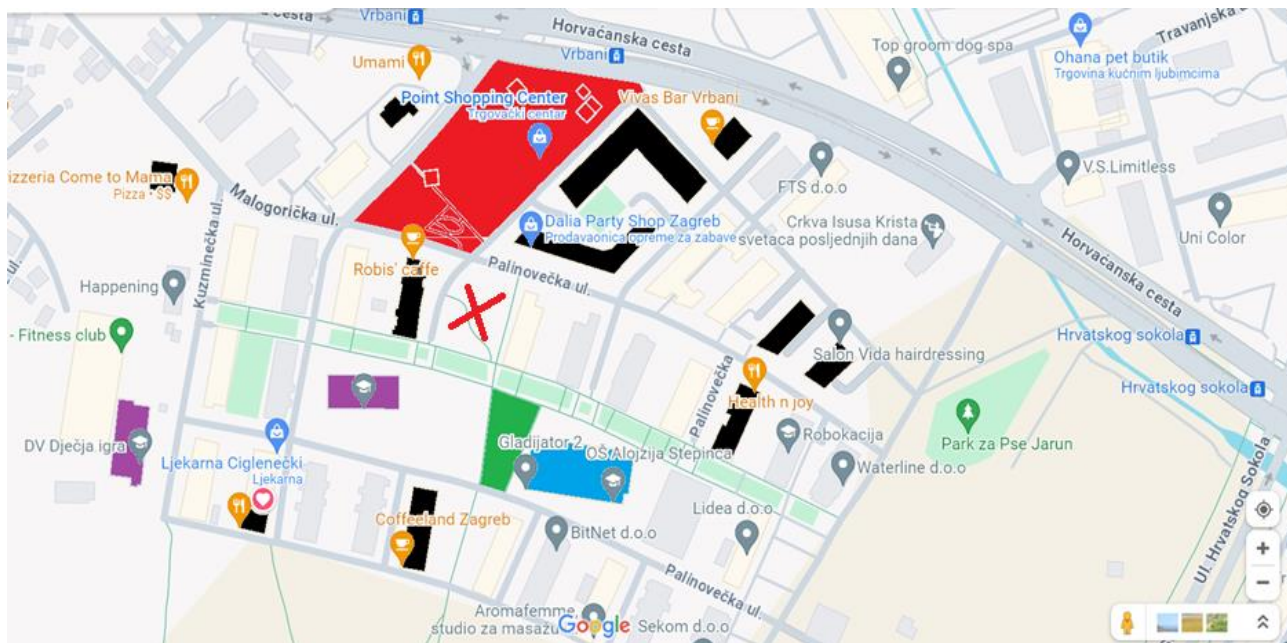 Vrbani
Horvaćanska cesta
Travanjska ul.
Vrbani
Top groom dog spa
Ohana pet butik
Trgovina kućnim ljubimcima
Umami
Point Shopping Center
Trgovački centar
Vivas Bar Vrbani
V.S.Limitless
izzeria Come to Mama
Pizza • $$
FTS d.o.o
Malogorička ul.
Dalia Party Shop Zagreb
Prodavaonica opreme za zabave
Crkva Isusa Krista
svetaca posljednjih dana
Uni Color
Horvaćanska cesta
Robis' caffe
Palinovečka ul.
Kuzminečka ul.
ul.
Happening
- Fitness club
Hrvatskog sokola
Salon Vida hairdressing
Hrvatskog sokola
Palinovečka
Health n joy
Robokacija
Park za Pse Jarun
DV Dječja igra
Ljekarna Ciglenečki
Ljekarna
Gladijator 2
OŠ Alojzija Stepinca
Waterline d.o.o
Lidea d.o.o
Coffeeland Zagreb
BitNet d.o.o
Ul. Hrvatskog Sokola
Palinovečka ul.
Aromafemme,
studio za masažu
Google
Sekom d.o.o